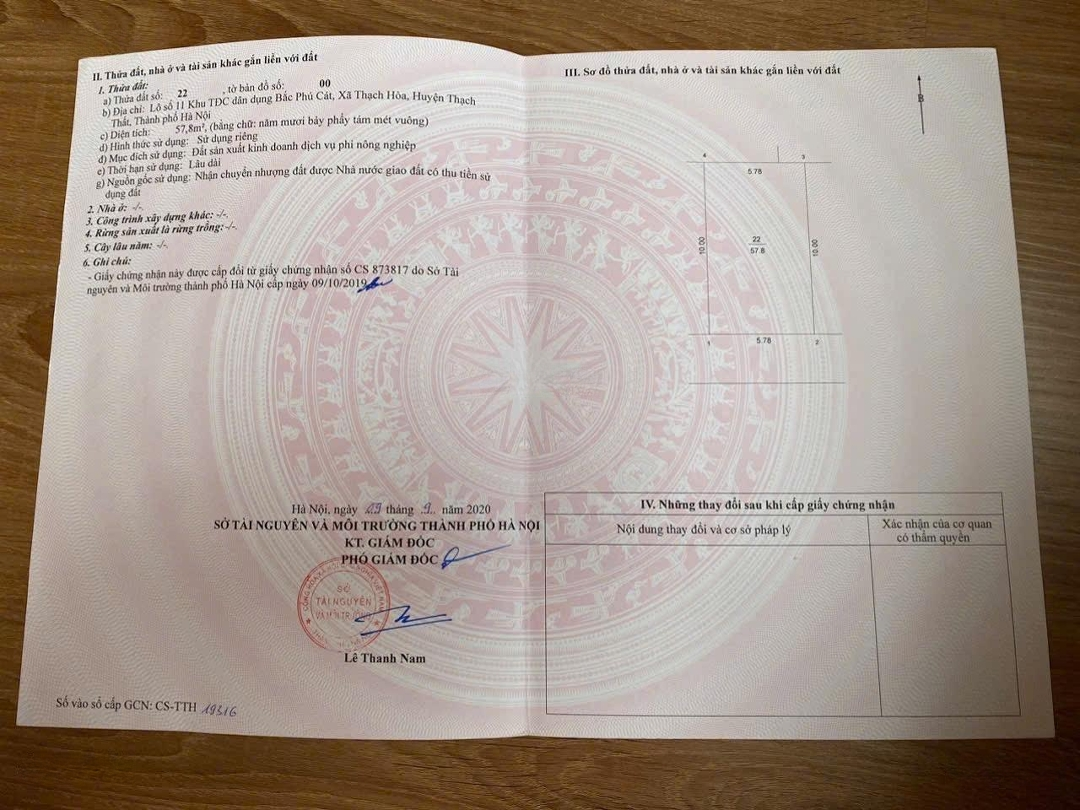 II. Thửa đất, nhà ở và tài sản khác gắn liền với đất
1. Thửa đất:
a) Thửa đất số: 22 , tờ bản đồ số: 00
b) Địa chỉ: Lô số 11 Khu TĐC dân dụng Bắc Phú Cát, Xã Thạch Hòa, Huyện Thạch
Thất, Thành phố Hà Nội
c) Diện tích: 57,8m², (bằng chữ: năm mươi bảy phẩy tám mét vuông)
d) Hình thức sử dụng: Sử dụng riêng
đ) Mục đích sử dụng: Đất sản xuất kinh doanh dịch vụ phi nông nghiệp
e) Thời hạn sử dụng: Lâu dài
g) Nguồn gốc sử dụng: Nhận chuyển nhượng đất được Nhà nước giao đất có thu tiền sử
dụng đất
2. Nhà ở: -/-.
3. Công trình xây dựng khác: -/-.
4. Rừng sản xuất là rừng trồng:-/-.
5. Cây lâu năm: -/-.
6. Ghi chú:
- Giấy chứng nhận này được cấp đổi từ giấy chứng nhận số CS 873817 do Sở Tài
nguyên và Môi trường thành phố Hà Nội cấp ngày 09/10/2019
Hà Nội, ngày tháng 9 năm 2020
SỞ TÀI NGUYÊN VÀ MÔI TRƯỜNG THÀNH PHỐ HÀ NỘI
KT. GIÁM ĐỐC
PHÓ GIÁM ĐỐC
SỞ
TÀI NGUYÊN
VÀ MÔI TRƯỜNG
Lê Thanh Nam
Số vào sổ cấp GCN: CS-TTH 19316
III. Sơ đồ thửa đất, nhà ở và tài sản khác gắn liền với đất
B
4
3
5.78
10.00
22
57.8
10.00
1
5.78
2
IV. Những thay đổi sau khi cấp giấy chứng nhận
Nội dung thay đổi và cơ sở pháp lý
Xác nhận của cơ quan
có thẩm quyền